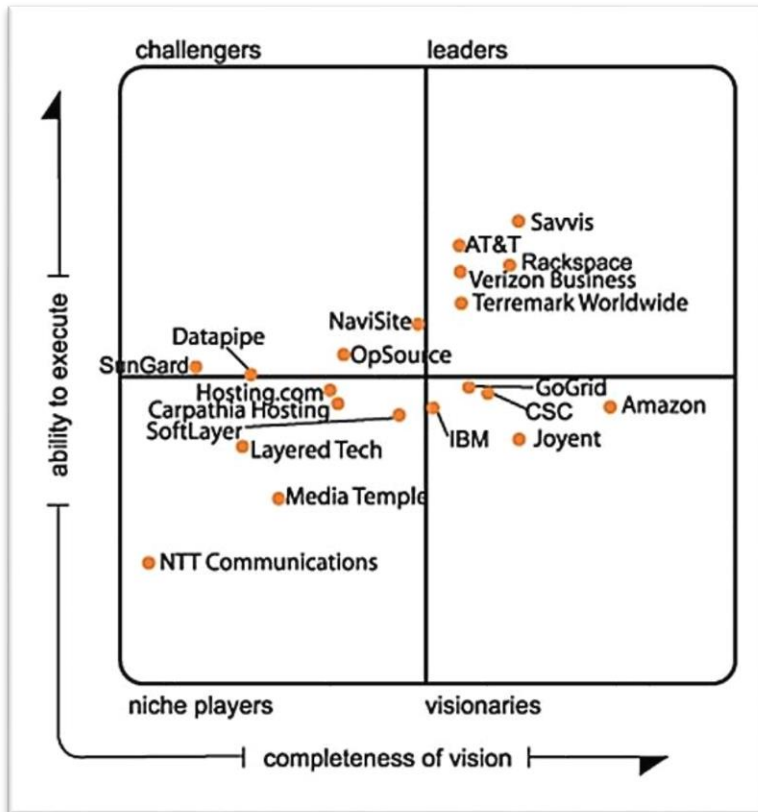 challengers
leaders
Savvis
AT&T
Rackspace
Verizon Business
Terremark Worldwide
NaviSite
Datapipe
OpSource
SunGard
Hosting.com
GoGrid
Carpathia Hosting
CSC
Amazon
SoftLayer
IBM
Joyent
Layered Tech
Media Temple
NTT Communications
ability to execute
niche players
visionaries
completeness of vision